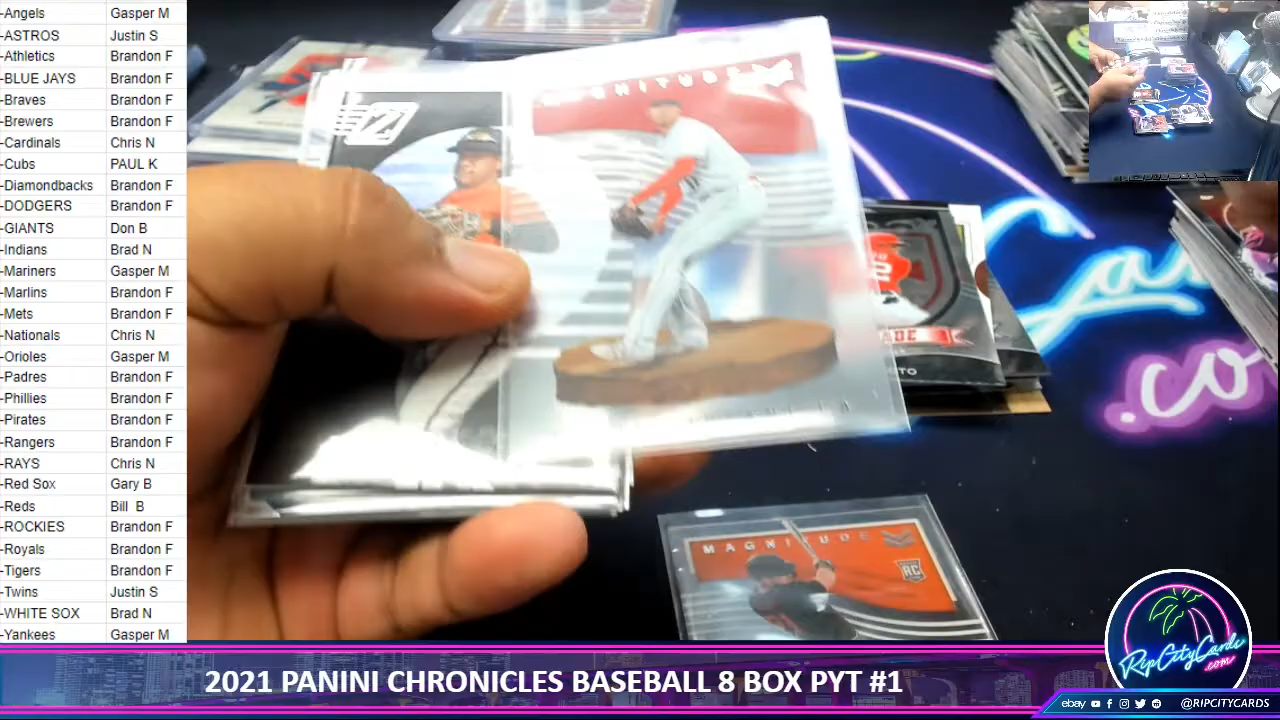 -Angels Gasper M
-ASTROS Justin S
-Athletics Brandon F
-BLUE JAYS Brandon F
-Braves Brandon F
-Brewers Brandon F
-Cardinals Chris N
-Cubs PAUL K
-Diamondbacks Brandon F
-DODGERS Brandon F
-GIANTS Don B
-Indians Brad N
-Mariners Gasper M
-Marlins Brandon F
-Mets Brandon F
-Nationals Chris N
-Orioles Gasper M
-Padres Brandon F
-Phillies Brandon F
-Pirates Brandon F
-Rangers Brandon F
-RAYS Chris N
-Red Sox Gary B
-Reds Bill B
-ROCKIES Brandon F
-Royals Brandon F
-Tigers Brandon F
-Twins Justin S
-WHITE SOX Brad N
-Yankees Gasper M
MAGNITUDE
RC
.co
RipCityCards
.com
2021 PANINI CHRONICLES BASEBALL 8 BOX PYT #1
ebay @RIPCITYCARDS